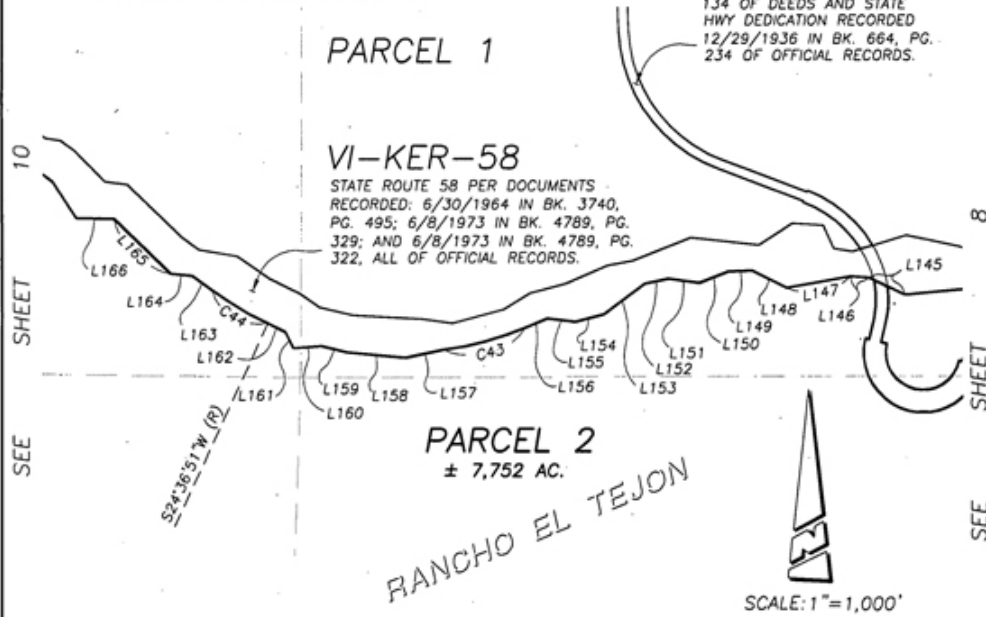 134 OF DEEDS AND STATE
HWY DEDICATION RECORDED
12/29/1936 IN BK. 664, PG.
234 OF OFFICIAL RECORDS.
PARCEL 1
VI-KER-58
STATE ROUTE 58 PER DOCUMENTS
RECORDED: 6/30/1964 IN BK. 3740,
PG. 495; 6/8/1973 IN BK. 4789, PG.
329; AND 6/8/1973 IN BK. 4789, PG.
322, ALL OF OFFICIAL RECORDS.
SEE SHEET 10
SEE SHEET 8
L166
L165
L164
L163
C44
L162
L161
L160
L159
L158
L157
C43
L156
L155
L154
L153
L152
L151
L150
L149
L148
L147
L146
L145
S24°36'51"W (R)
PARCEL 2
± 7,752 AC.
RANCHO EL TEJON
N
SCALE: 1"=1,000'